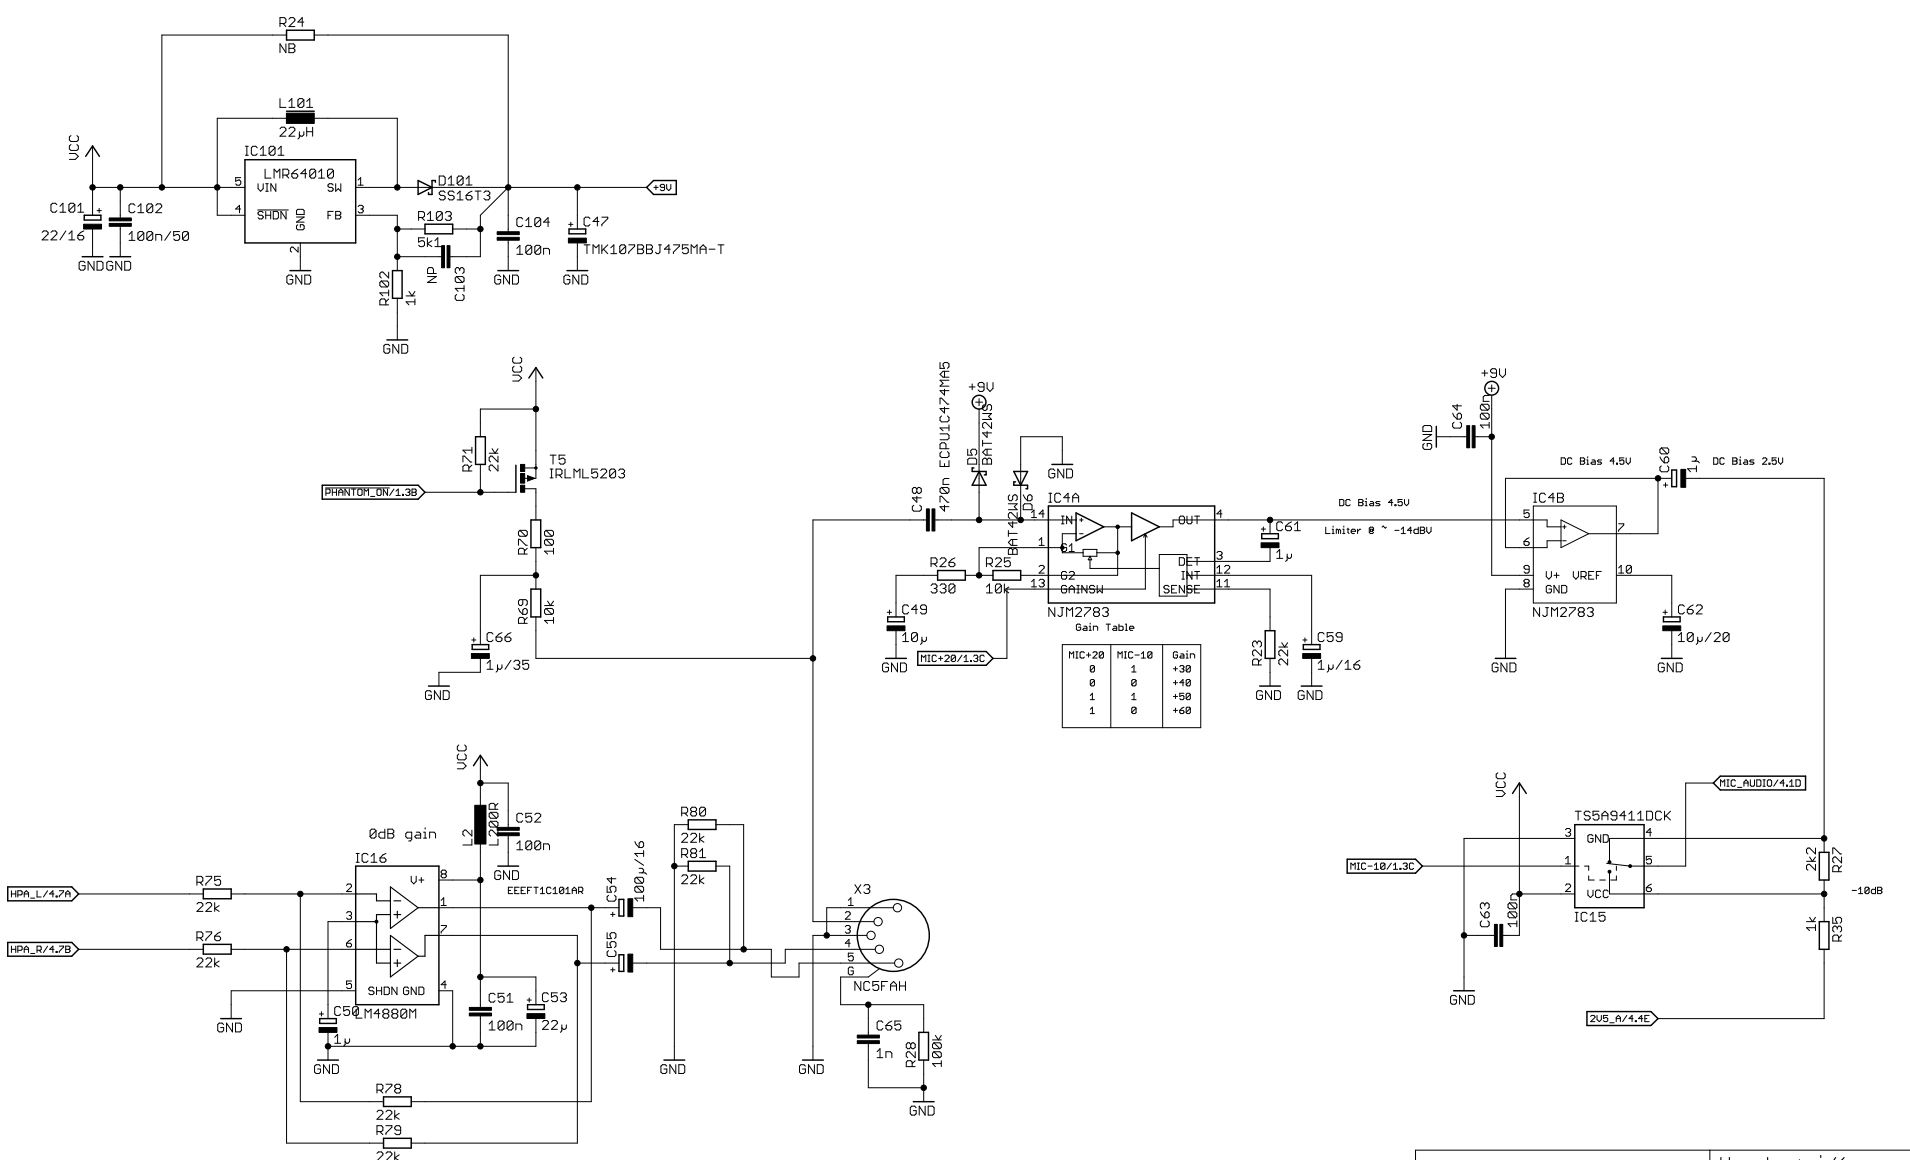 R24
NB
L101
22µH
VCC
IC101
LMR64010
5 VIN SW 1
4 SHDN GND FB 3
2
D101
SS16T3
+9V
C101
22/16
C102
100n/50
GND
GND
GND
R103
5k1
NP
C103
R102
1k
GND
C104
100n
GND
C47
TMK107BBJ475MA-T
GND
VCC
R71
22k
T5
IRLML5203
PHANTOM_ON/1.3B
R70
100
R69
10k
C66
1µ/35
GND
C48
470n ECPU1C474MA5
+9V
D5
BAT42WS
BAT42WS
D6
GND
IC4A
14 IN OUT 4
1 G1
2 G2
13 GAINSW
DET 3
INT 12
SENSE 11
NJM2783
R26
330
R25
10k
C49
10µ
GND
MIC+20/1.3C
Gain Table
MIC+20 MIC-10 Gain
0 1 +30
0 0 +40
1 1 +50
1 0 +60
C61
1µ
R23
22k
GND
C59
1µ/16
GND
DC Bias 4.5V
Limiter @ ~ -14dBV
+9V
C64
100n
GND
DC Bias 4.5V
C60
1µ
DC Bias 2.5V
IC4B
5
6
7
9 V+ VREF 10
8 GND
NJM2783
GND
C62
10µ/20
GND
VCC
MIC_AUDIO/4.1D
TS5A9411DCK
3 GND 4
1 5
2 VCC 6
IC15
MIC-10/1.3C
C63
100n
GND
2k2
R27
-10dB
1k
R35
2V5_A/4.4E
VCC
L2
L200R
C52
100n
GND
0dB gain
IC16
V+ 8
2
3
6
1
7
5 SHDN GND 4
LM4880M
EEEFT1C101AR
HPA_L/4.7A
R75
22k
HPA_R/4.7B
R76
22k
GND
C50
1µ
GND
C51
100n
C53
22µ
R78
22k
R79
22k
C54
100µ/16
C55
R80
22k
R81
22k
GND
GND
X3
1
2
3
4
5
G
NC5FAH
C65
1n
R28
100k
GND